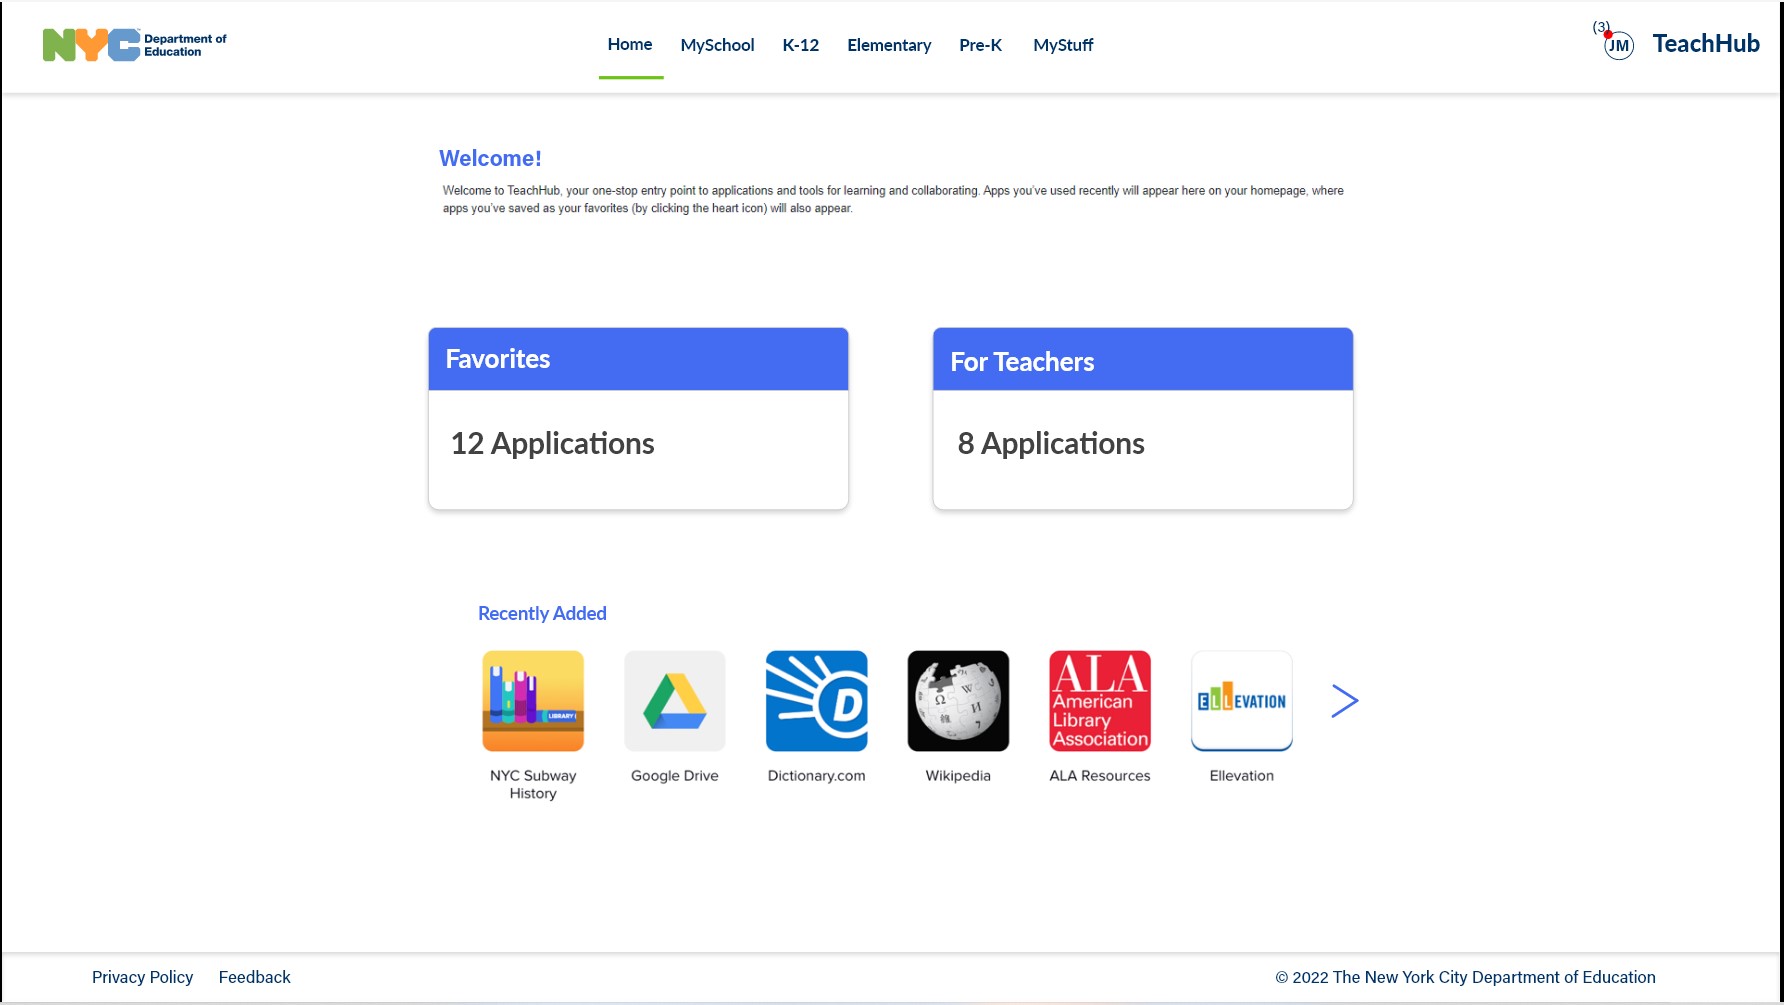 NYC Department of
Education
Home MySchool K-12 Elementary Pre-K MyStuff
(3)
JM
TeachHub
Welcome!
Welcome to TeachHub, your one-stop entry point to applications and tools for learning and collaborating. Apps you've used recently will appear here on your homepage, where
apps you've saved as your favorites (by clicking the heart icon) will also appear.
Favorites
12 Applications
For Teachers
8 Applications
Recently Added
LIBRARY
NYC Subway
History
Google Drive
D
Dictionary.com
Ω W И 維 7
Wikipedia
ALA
American
Library
Association
ALA Resources
ELLEVATION
Ellevation
Privacy Policy Feedback
© 2022 The New York City Department of Education